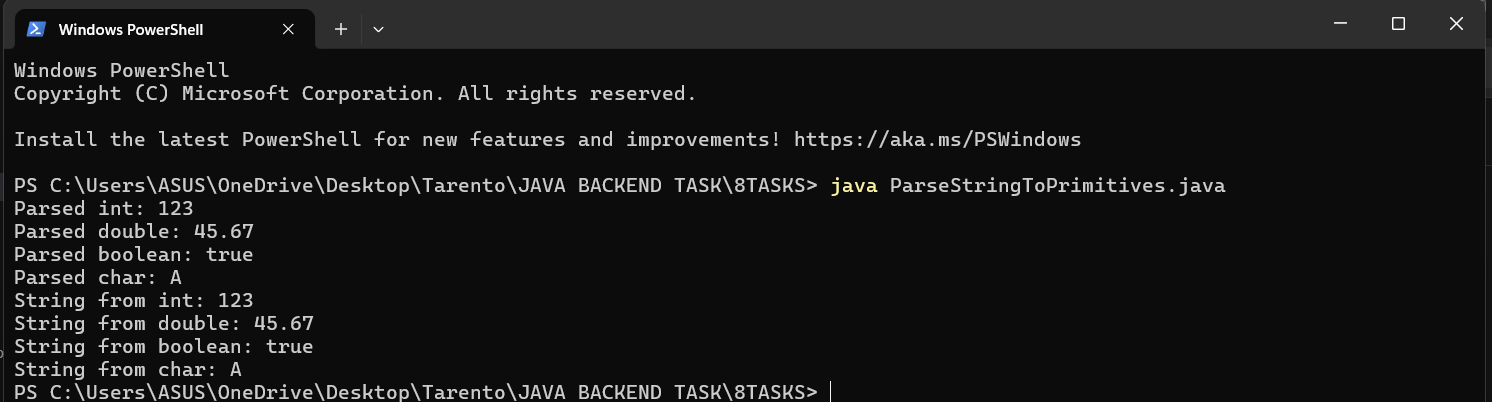 Windows PowerShell
Windows PowerShell
Copyright (C) Microsoft Corporation. All rights reserved.
Install the latest PowerShell for new features and improvements! https://aka.ms/PSWindows
PS C:\Users\ASUS\OneDrive\Desktop\Tarento\JAVA BACKEND TASK\8TASKS> java ParseStringToPrimitives.java
Parsed int: 123
Parsed double: 45.67
Parsed boolean: true
Parsed char: A
String from int: 123
String from double: 45.67
String from boolean: true
String from char: A
PS C:\Users\ASUS\OneDrive\Desktop\Tarento\JAVA BACKEND TASK\8TASKS>